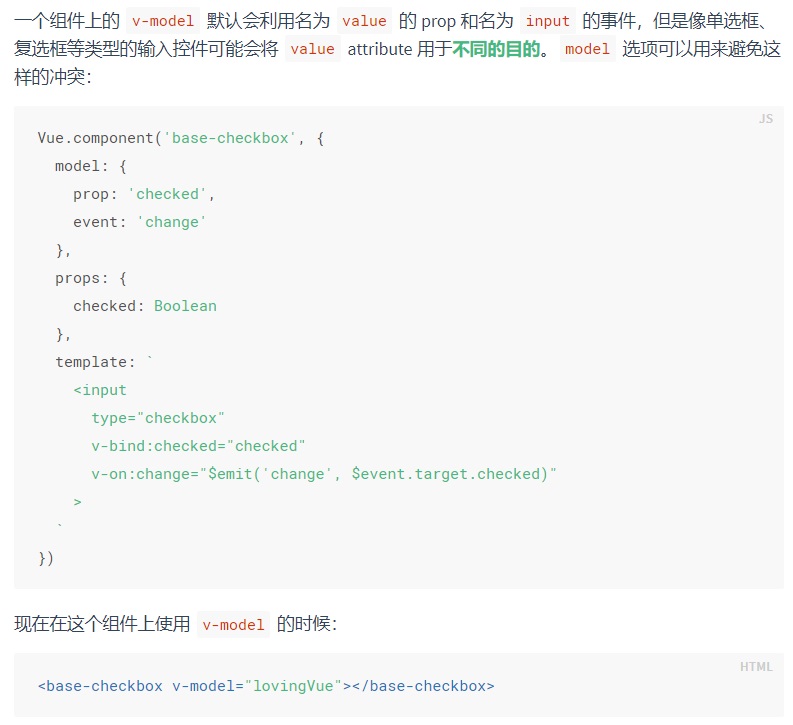 一个组件上的 v-model 默认会利用名为 value 的 prop 和名为 input 的事件，但是像单选框、
复选框等类型的输入控件可能会将 value attribute 用于不同的目的。model 选项可以用来避免这
样的冲突：
JS
Vue.component('base-checkbox', {
  model: {
    prop: 'checked',
    event: 'change'
  },
  props: {
    checked: Boolean
  },
  template: `
    <input
      type="checkbox"
      v-bind:checked="checked"
      v-on:change="$emit('change', $event.target.checked)"
    >
  `
})
现在在这个组件上使用 v-model 的时候：
HTML
<base-checkbox v-model="lovingVue"></base-checkbox>